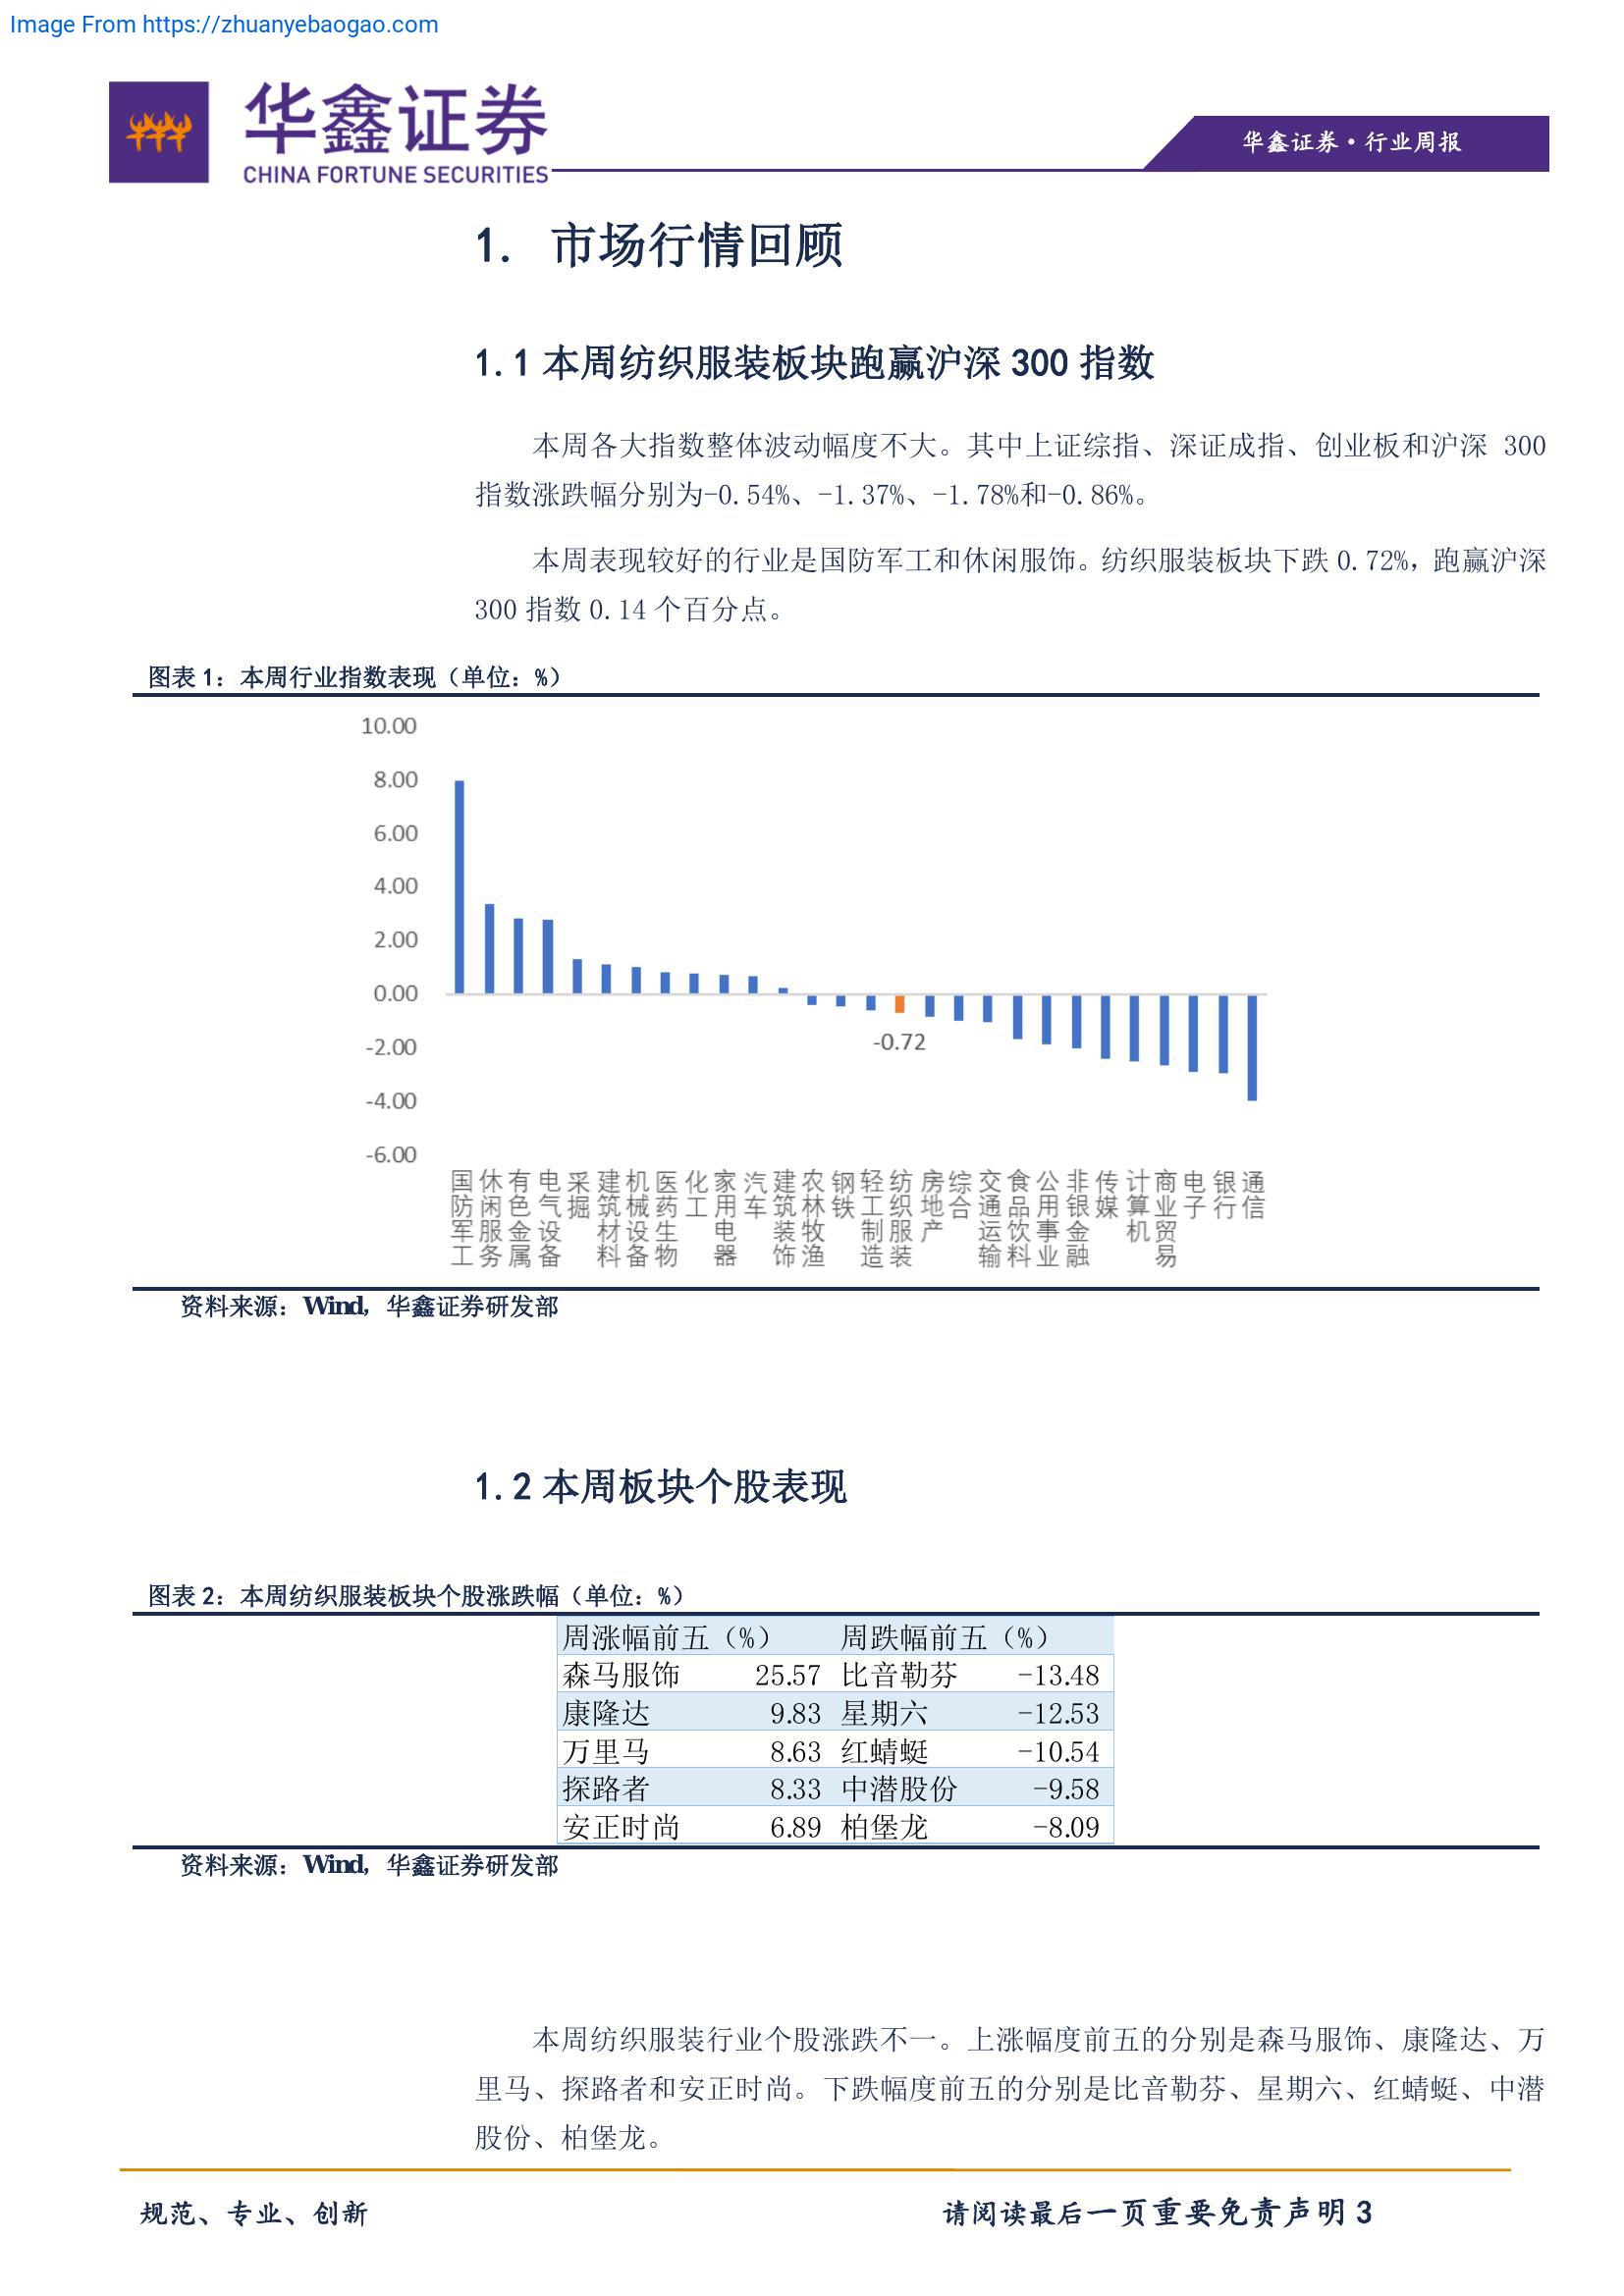 Image From https://zhuanyebaogao.com
华鑫证券
CHINA FORTUNE SECURITIES
华鑫证券·行业周报
1. 市场行情回顾
1.1 本周纺织服装板块跑赢沪深 300 指数
本周各大指数整体波动幅度不大。其中上证综指、深证成指、创业板和沪深 300
指数涨跌幅分别为-0.54%、-1.37%、-1.78%和-0.86%。
本周表现较好的行业是国防军工和休闲服饰。纺织服装板块下跌 0.72%，跑赢沪深
300 指数 0.14 个百分点。
图表 1：本周行业指数表现（单位：%）
10.00
8.00
6.00
4.00
2.00
0.00
-2.00
-4.00
-6.00
-0.72
国防军工
休闲服务
有色金属
电气设备
采掘
建筑材料
机械设备
医药生物
化工
家用电器
汽车
建筑装饰
农林牧渔
钢铁
轻工制造
纺织服装
房地产
综合
交通运输
食品饮料
公用事业
非银金融
传媒
计算机
商业贸易
电子
银行
通信
资料来源：Wind，华鑫证券研发部
1.2 本周板块个股表现
图表 2：本周纺织服装板块个股涨跌幅（单位：%）
周涨幅前五（%） 周跌幅前五（%）
森马服饰 25.57 比音勒芬 -13.48
康隆达 9.83 星期六 -12.53
万里马 8.63 红蜻蜓 -10.54
探路者 8.33 中潜股份 -9.58
安正时尚 6.89 柏堡龙 -8.09
资料来源：Wind，华鑫证券研发部
本周纺织服装行业个股涨跌不一。上涨幅度前五的分别是森马服饰、康隆达、万
里马、探路者和安正时尚。下跌幅度前五的分别是比音勒芬、星期六、红蜻蜓、中潜
股份、柏堡龙。
规范、专业、创新
请阅读最后一页重要免责声明 3